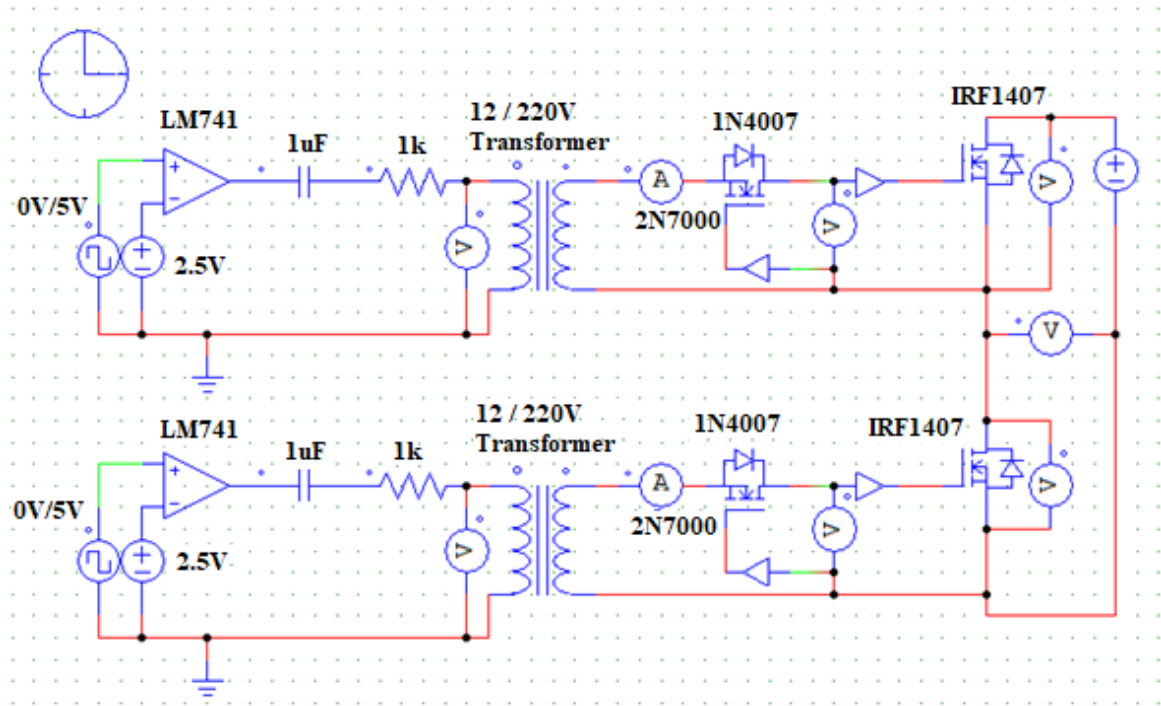 IRF1407
12 / 220V
Transformer
LM741
1N4007
1uF
1k
A
V
0V/5V
2N7000
V
V
2.5V
V
12 / 220V
Transformer
LM741
1N4007
IRF1407
1uF
1k
A
V
0V/5V
2N7000
V
V
2.5V